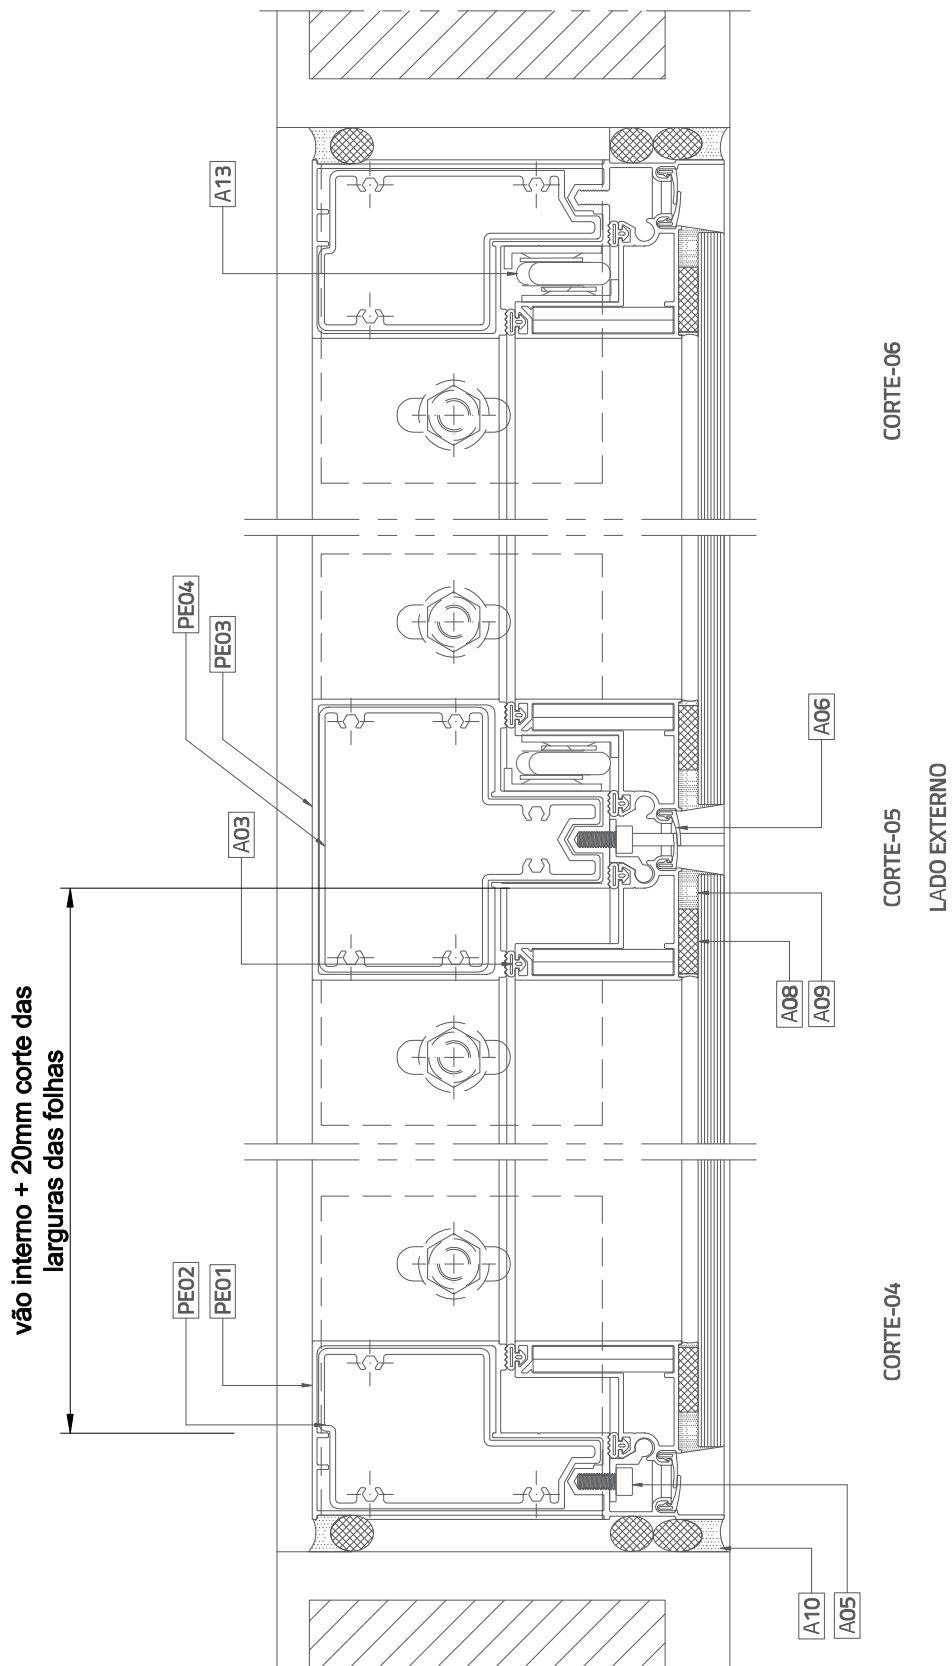 vão interno + 20mm corte das
larguras das folhas
PE02
PE01
PE04
PE03
A03
A13
A10
A05
A08
A09
A06
CORTE-04
CORTE-05
CORTE-06
LADO EXTERNO